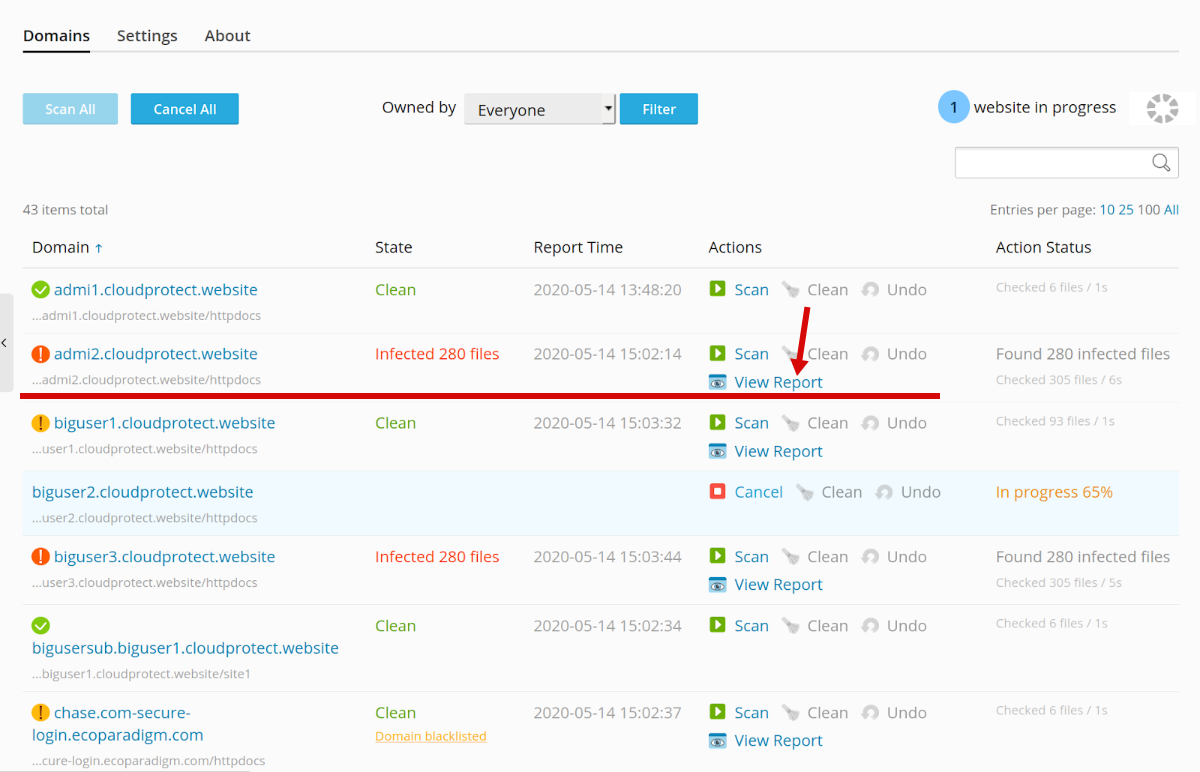 Domains Settings About
Scan All Cancel All Owned by Everyone Filter 1 website in progress
43 items total Entries per page: 10 25 100 All
Domain ↑ State Report Time Actions Action Status
admi1.cloudprotect.website Clean 2020-05-14 13:48:20 Scan Clean Undo Checked 6 files / 1s
...admi1.cloudprotect.website/httpdocs
admi2.cloudprotect.website Infected 280 files 2020-05-14 15:02:14 Scan Clean Undo Found 280 infected files
...admi2.cloudprotect.website/httpdocs View Report Checked 305 files / 6s
biguser1.cloudprotect.website Clean 2020-05-14 15:03:32 Scan Clean Undo Checked 93 files / 1s
...user1.cloudprotect.website/httpdocs View Report
biguser2.cloudprotect.website Cancel Clean Undo In progress 65%
...user2.cloudprotect.website/httpdocs
biguser3.cloudprotect.website Infected 280 files 2020-05-14 15:03:44 Scan Clean Undo Found 280 infected files
...user3.cloudprotect.website/httpdocs View Report Checked 305 files / 5s
Clean 2020-05-14 15:02:34 Scan Clean Undo Checked 6 files / 1s
bigusersub.biguser1.cloudprotect.website
...biguser1.cloudprotect.website/site1
chase.com-secure- Clean 2020-05-14 15:02:37 Scan Clean Undo Checked 6 files / 1s
login.ecoparadigm.com Domain blacklisted View Report
...cure-login.ecoparadigm.com/httpdocs